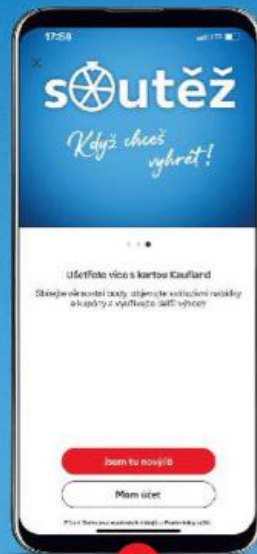 17:58
soutěž
Když chceš
vyhrát!
Ušetřete více s kartou Kaufland
Sbírejte věrnostní body, objevujte exkluzivní nabídky
a kupóny a využívejte další výhody
Jsem tu nový/á
Mám účet